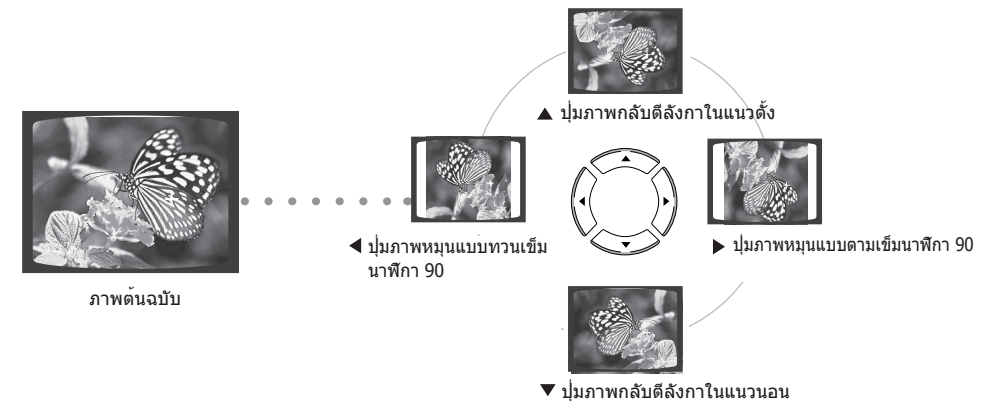 ▲ ปุ่มภาพกลับตีลังกาในแนวตั้ง
◀ ปุ่มภาพหมุนแบบทวนเข็ม
นาฬิกา 90
▶ ปุ่มภาพหมุนแบบตามเข็มนาฬิกา 90
ภาพต้นฉบับ
▼ ปุ่มภาพกลับตีลังกาในแนวนอน